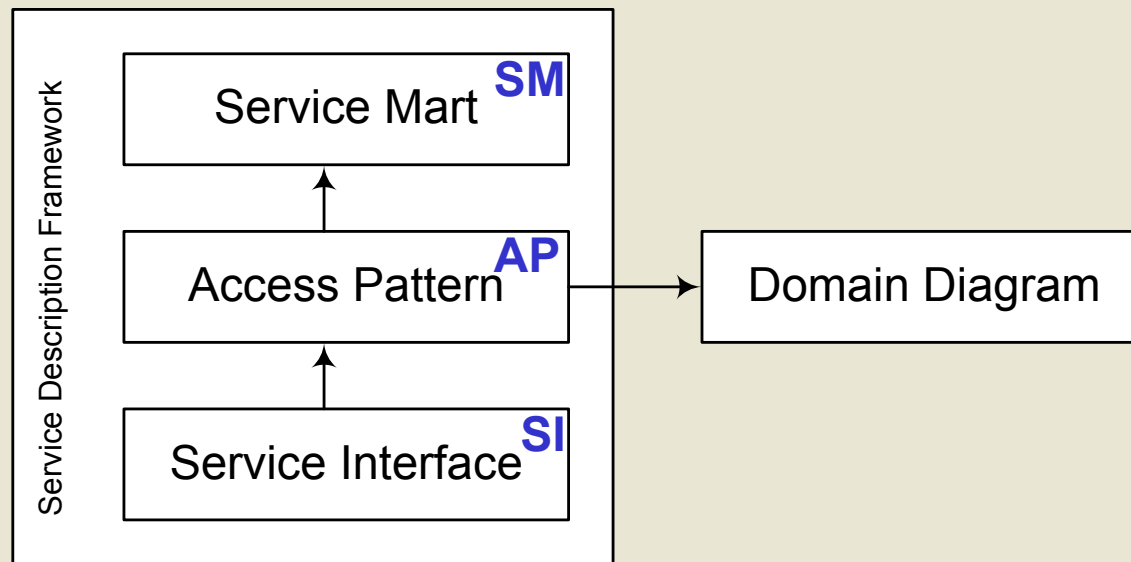 Service Description Framework
SM
Service Mart
AP
Access Pattern
Domain Diagram
SI
Service Interface